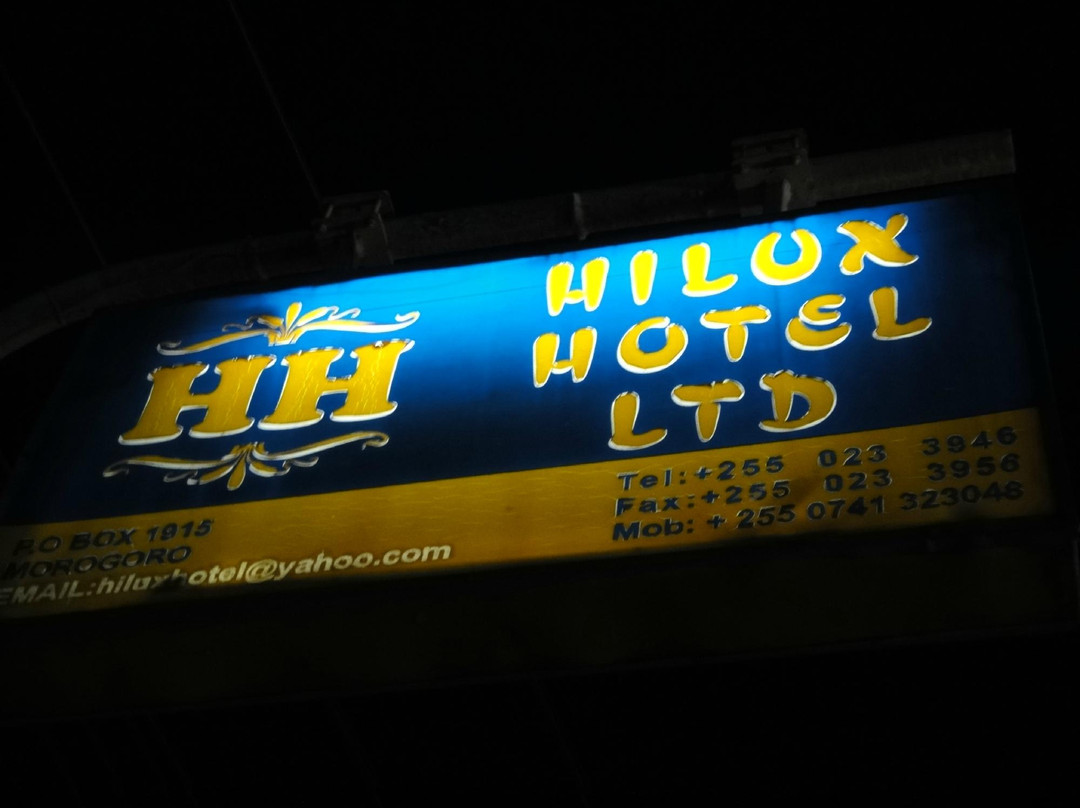 HH
HILUX
HOTEL
LTD
P.O BOX 1915
MOROGORO
EMAIL:hiluxhotel@yahoo.com
Tel:+255 023 3946
Fax:+255 023 3956
Mob: + 255 0741 323046